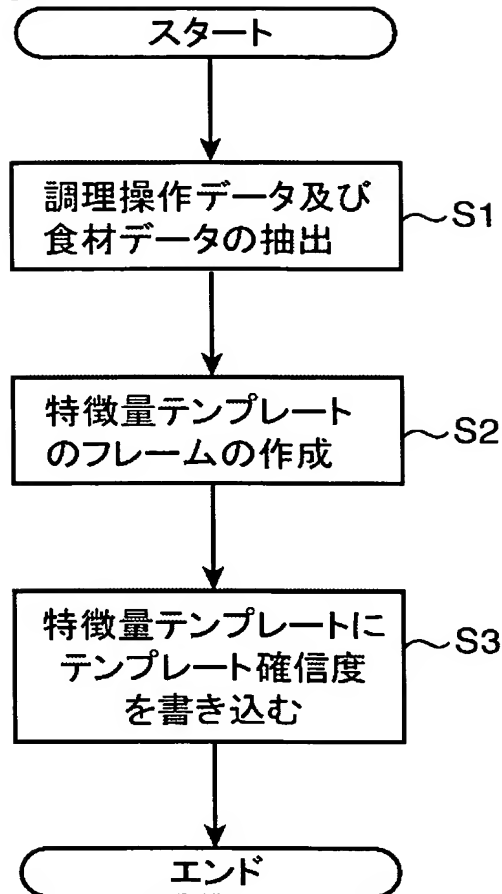 スタート
調理操作データ及び
食材データの抽出
~S1
特徴量テンプレート
のフレームの作成
~S2
特徴量テンプレートに
テンプレート確信度
を書き込む
~S3
エンド